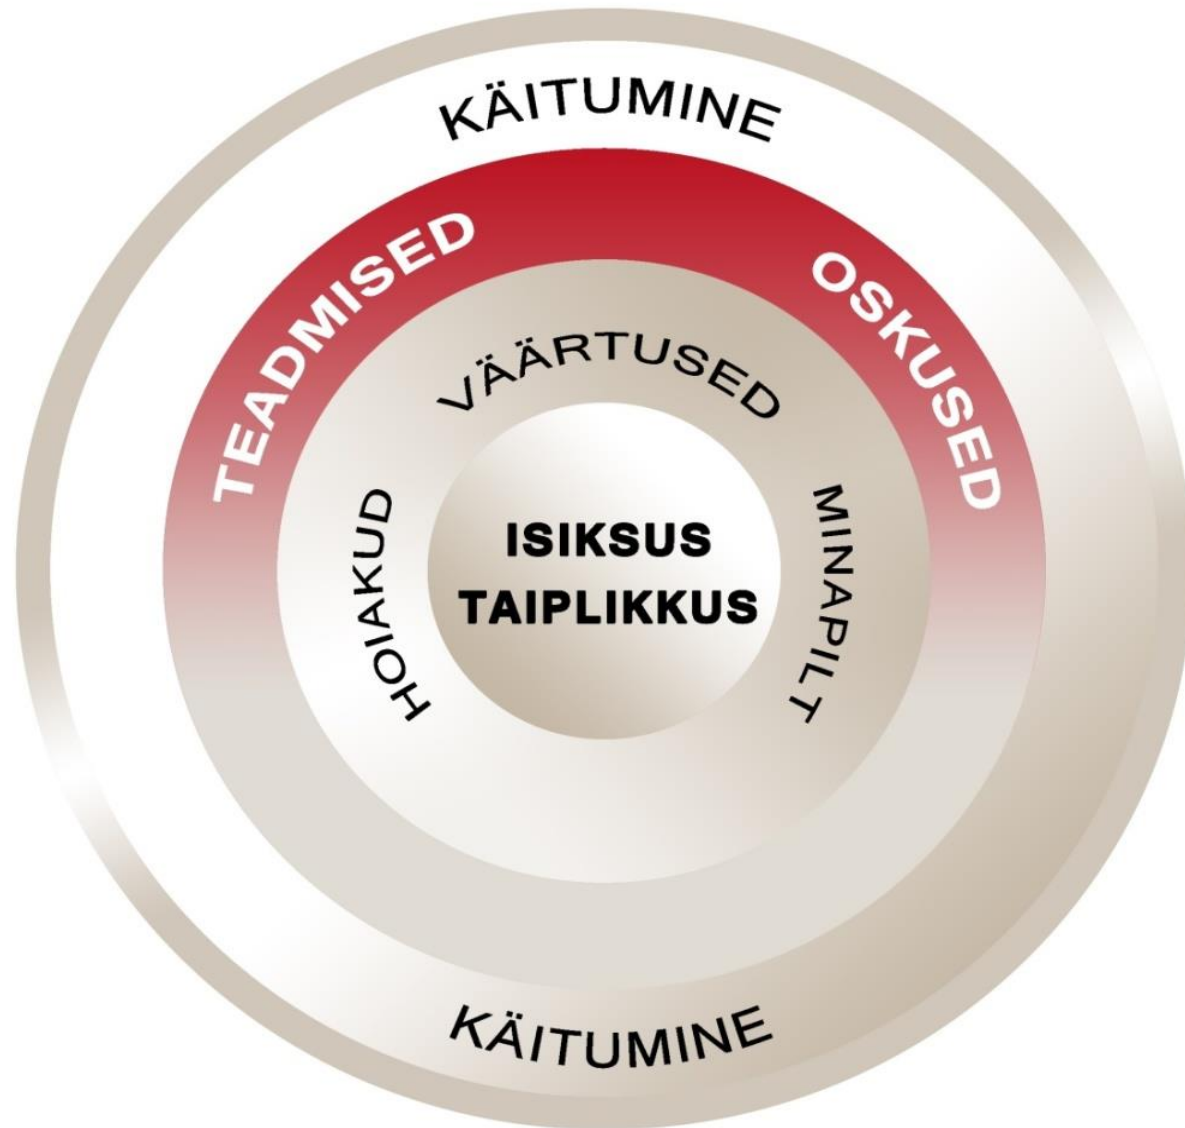 KÄITUMINE
TEADMISED
OSKUSED
VÄÄRTUSED
HOIAKUD
MINAPILT
ISIKSUS
TAIPLIKKUS
KÄITUMINE